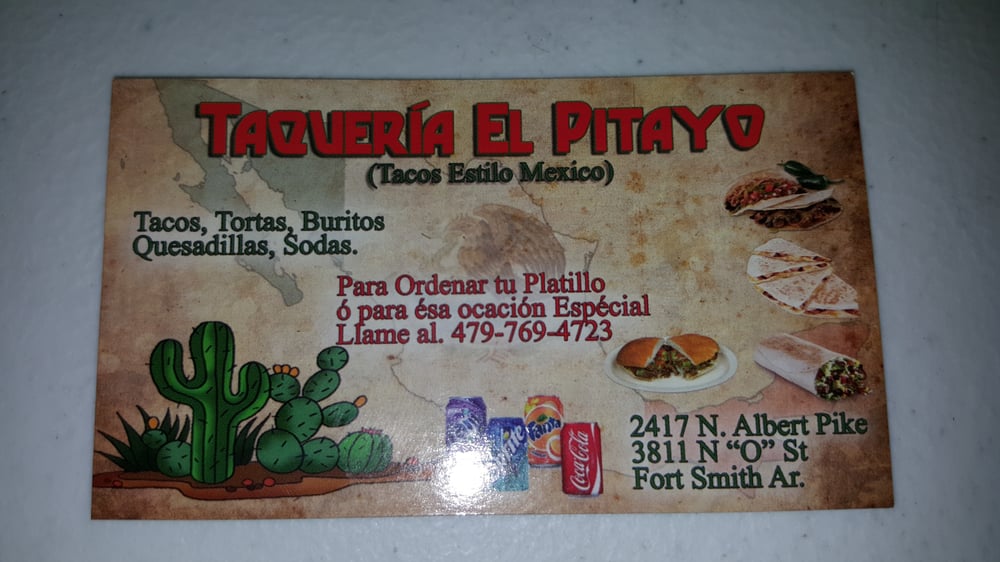 TAQUERÍA EL PITAYO
(Tacos Estilo Mexico)
Tacos, Tortas, Buritos
Quesadillas, Sodas.
Para Ordenar tu Platillo
ó para ésa ocación Espécial
Llame al. 479-769-4723
Sprite
Fanta
Coca-Cola
2417 N. Albert Pike
3811 N “O” St
Fort Smith Ar.